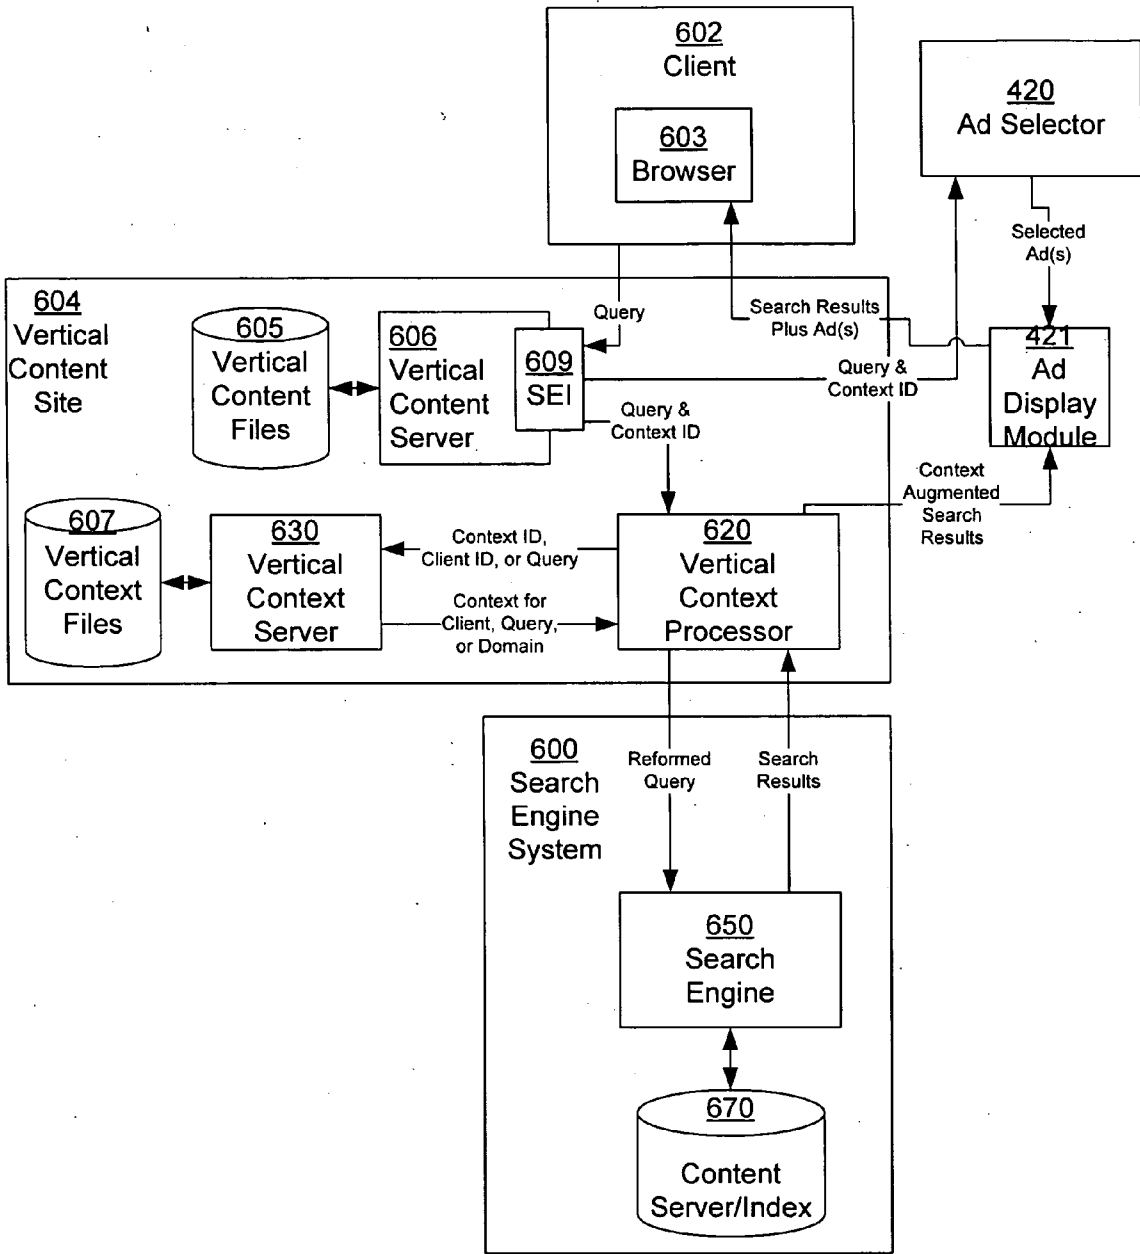 602
Client
603
Browser
420
Ad Selector
Selected
Ad(s)
604
Vertical
Content
Site
605
Vertical
Content
Files
606
Vertical
Content
Server
609
SEI
Query
Search Results
Plus Ad(s)
Query &
Context ID
421
Ad
Display
Module
Query &
Context ID
Context
Augmented
Search
Results
607
Vertical
Context
Files
630
Vertical
Context
Server
Context ID,
Client ID, or Query
Context for
Client, Query,
or Domain
620
Vertical
Context
Processor
600
Search
Engine
System
Reformed
Query
Search
Results
650
Search
Engine
670
Content
Server/Index